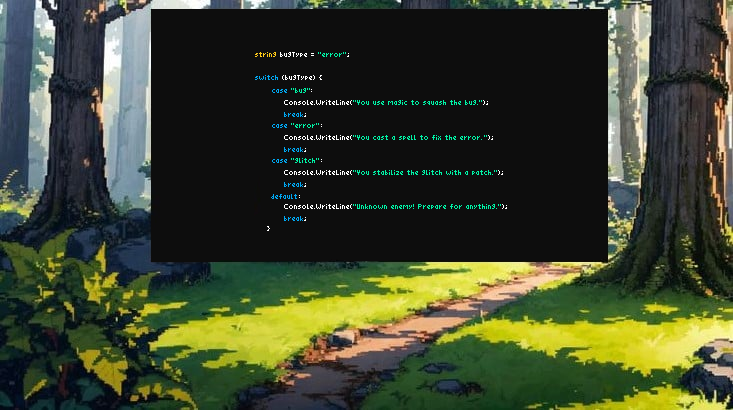 string bugType = "error";
switch (bugType) {
case "bug":
Console.WriteLine("You use magic to squash the bug.");
break;
case "error":
Console.WriteLine("You cast a spell to fix the error.");
break;
case "glitch":
Console.WriteLine("You stabilize the glitch with a patch.");
break;
default:
Console.WriteLine("Unknown enemy! Prepare for anything.");
break;
}